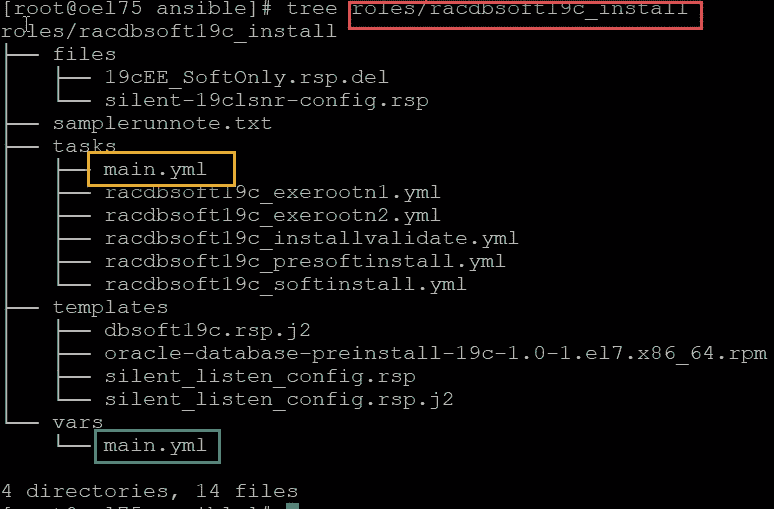 [root@oel75 ansible]# tree roles/racdbsoft19c_install
roles/racdbsoft19c_install
├── files
│   ├── 19cEE_SoftOnly.rsp.del
│   └── silent-19clsnr-config.rsp
├── samplerunnote.txt
├── tasks
│   ├── main.yml
│   ├── racdbsoft19c_exerootn1.yml
│   ├── racdbsoft19c_exerootn2.yml
│   ├── racdbsoft19c_installvalidate.yml
│   ├── racdbsoft19c_presoftinstall.yml
│   └── racdbsoft19c_softinstall.yml
├── templates
│   ├── dbsoft19c.rsp.j2
│   ├── oracle-database-preinstall-19c-1.0-1.el7.x86_64.rpm
│   ├── silent_listen_config.rsp
│   └── silent_listen_config.rsp.j2
└── vars
    └── main.yml
4 directories, 14 files
[root@oel75 ansible]#